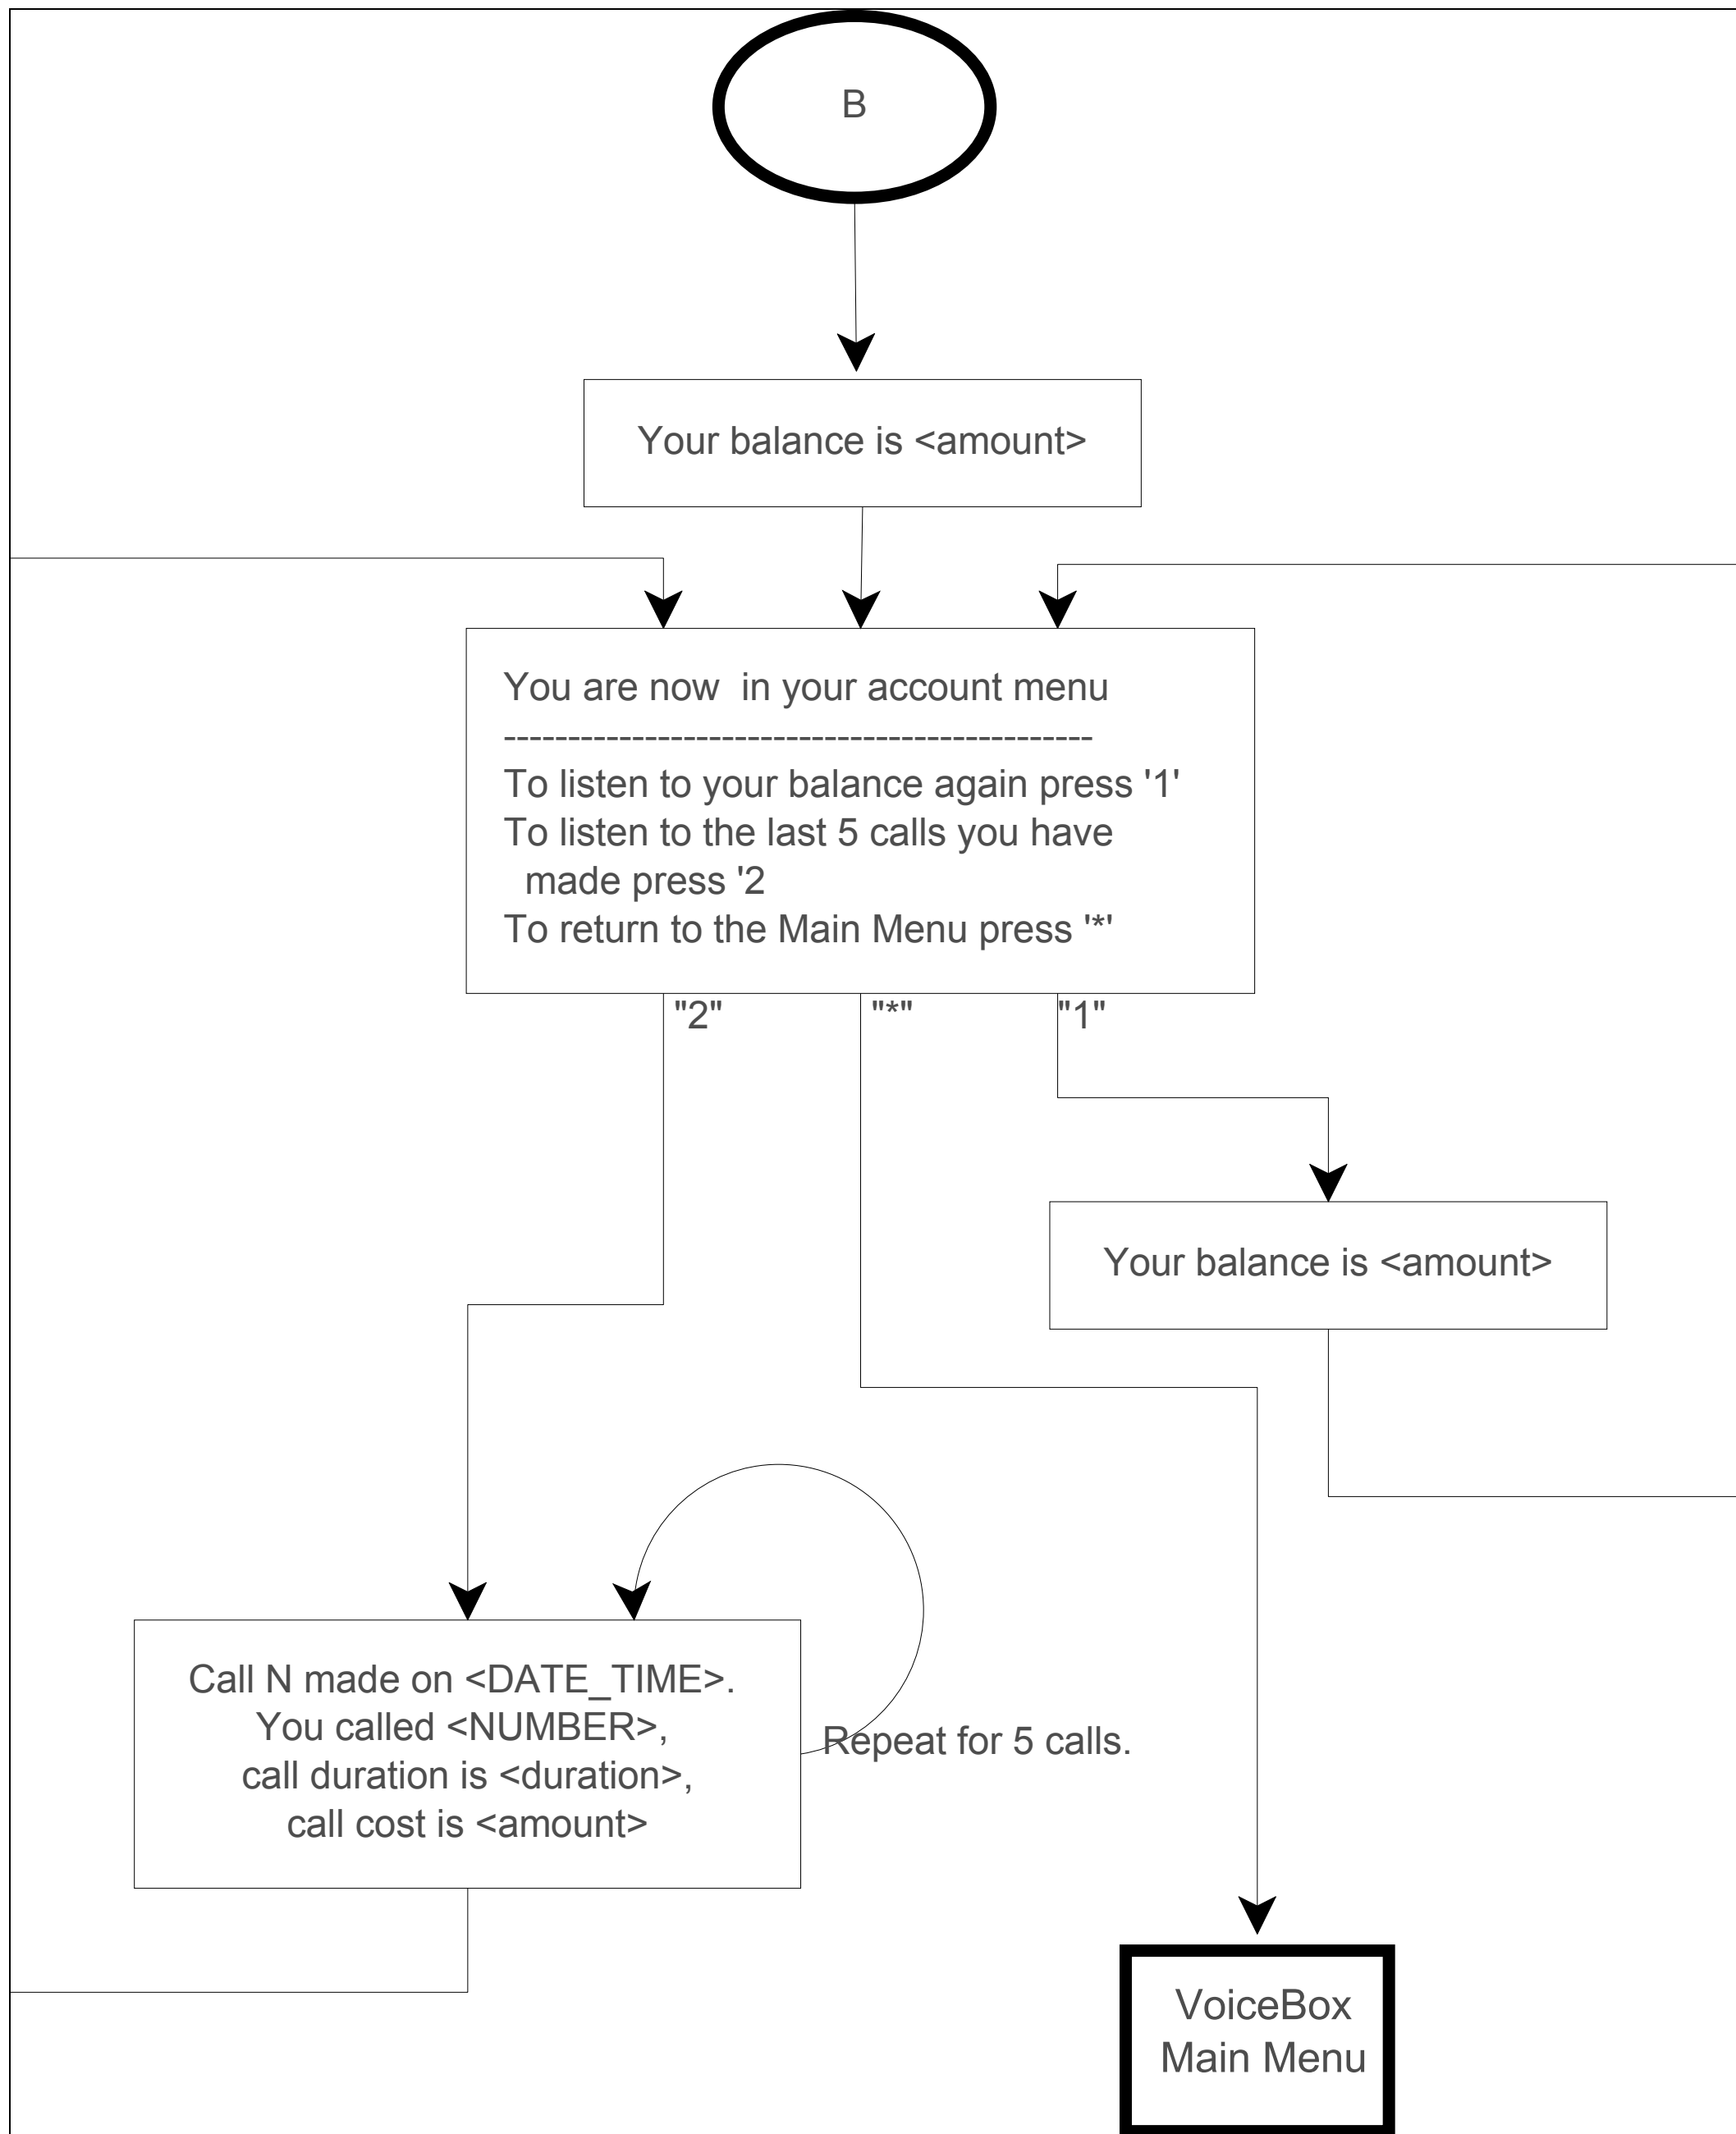 B
Your balance is <amount>
You are now  in your account menu
----------------------------------------------
To listen to your balance again press '1'
To listen to the last 5 calls you have
made press '2
To return to the Main Menu press '*'
"2"
"*"
"1"
Your balance is <amount>
Call N made on <DATE_TIME>.
You called <NUMBER>,
call duration is <duration>,
call cost is <amount>
Repeat for 5 calls.
VoiceBox
Main Menu